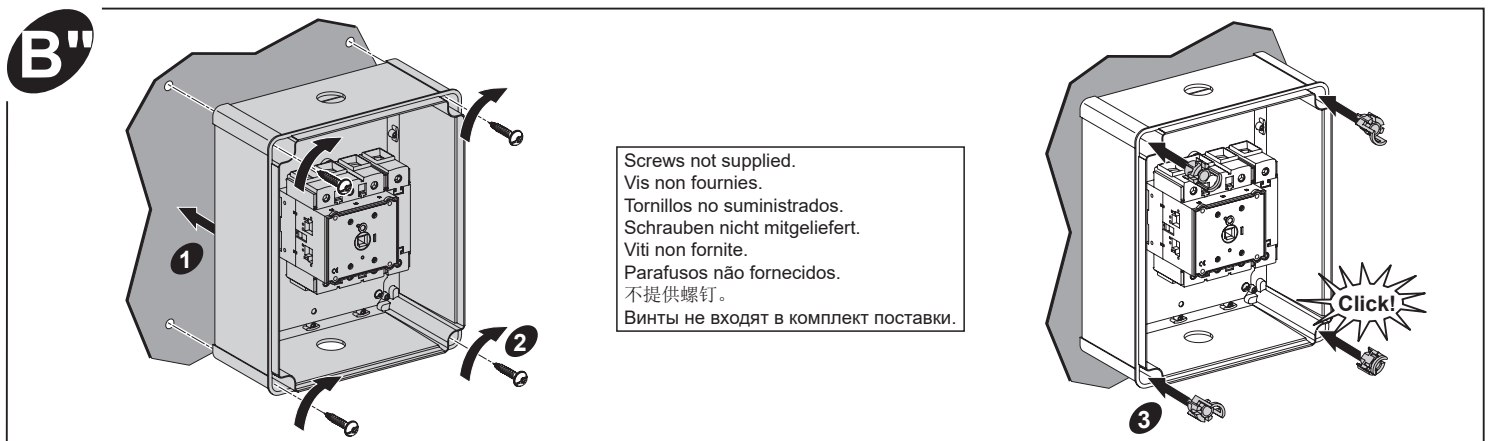 B"
1
2
Screws not supplied.
Vis non fournies.
Tornillos no suministrados.
Schrauben nicht mitgeliefert.
Viti non fornite.
Parafusos não fornecidos.
不提供螺钉。
Винты не входят в комплект поставки.
Click!
3